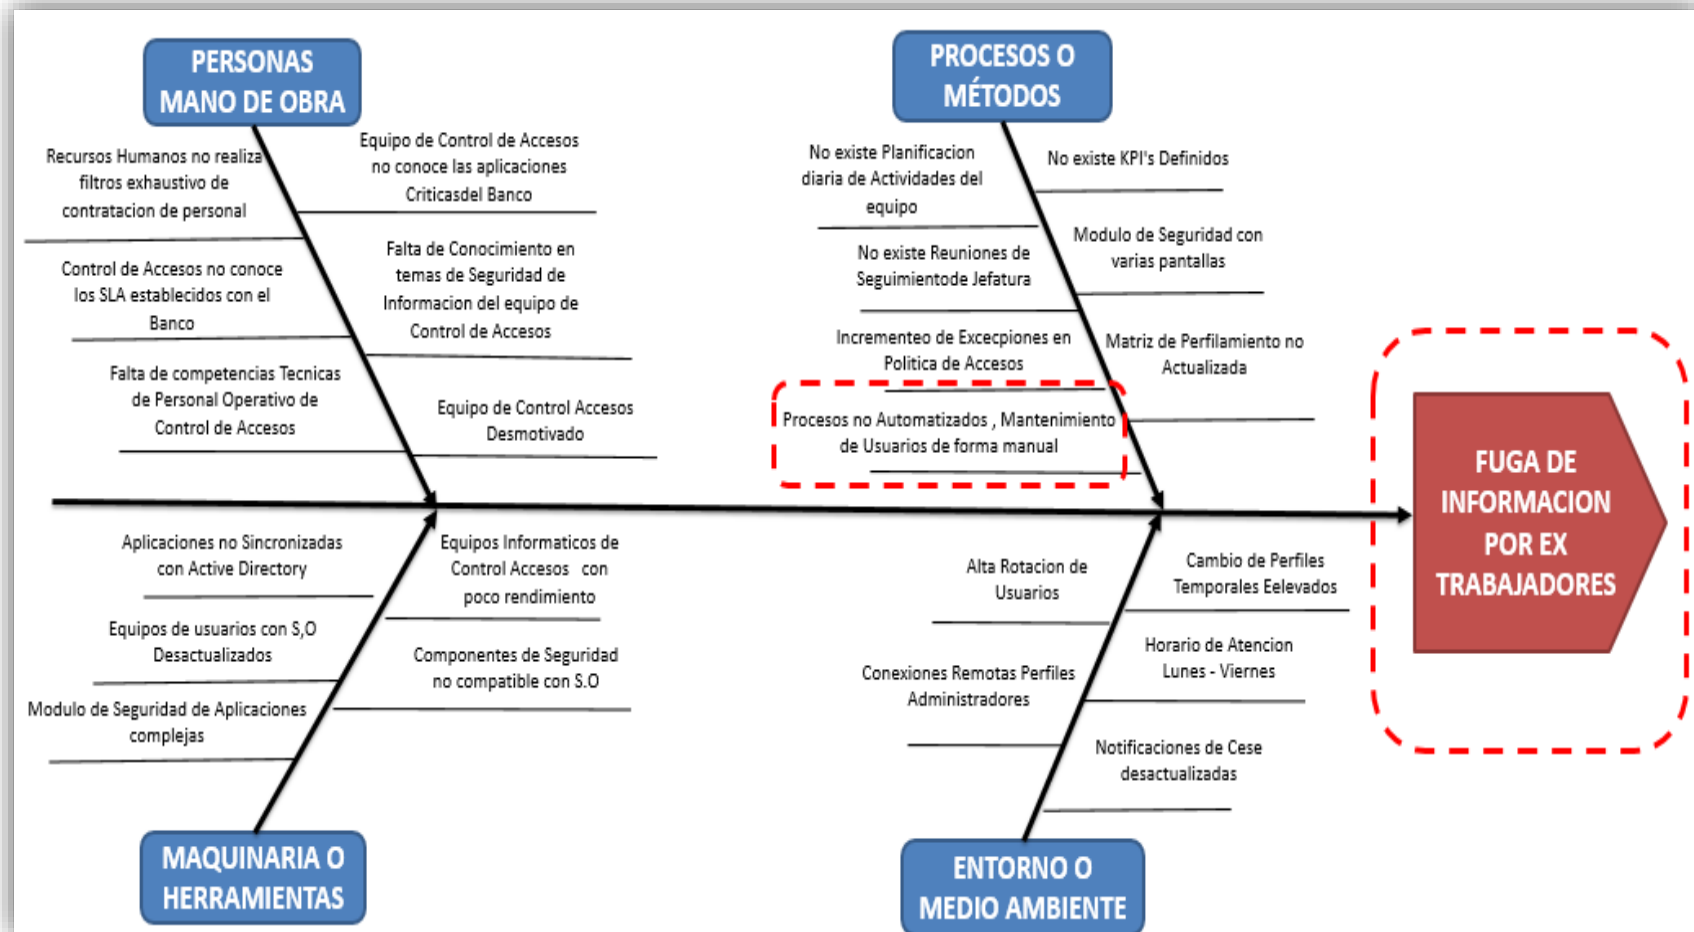 PERSONAS
MANO DE OBRA
Recursos Humanos no realiza
filtros exhaustivo de
contratacion de personal
Equipo de Control de Accesos
no conoce las aplicaciones
Criticasdel Banco
Control de Accesos no conoce
los SLA establecidos con el
Banco
Falta de Conocimiento en
temas de Seguridad de
Informacion del equipo de
Control de Accesos
Falta de competencias Tecnicas
de Personal Operativo de
Control de Accesos
Equipo de Control Accesos
Desmotivado
PROCESOS O
MÉTODOS
No existe Planificacion
diaria de Actividades del
equipo
No existe KPI's Definidos
No existe Reuniones de
Seguimientode Jefatura
Modulo de Seguridad con
varias pantallas
Incrementeo de Excepciones en
Politica de Accesos
Matriz de Perfilamiento no
Actualizada
Procesos no Automatizados , Mantenimiento
de Usuarios de forma manual
FUGA DE
INFORMACION
POR EX
TRABAJADORES
Aplicaciones no Sincronizadas
con Active Directory
Equipos Informaticos de
Control Accesos con
poco rendimiento
Equipos de usuarios con S,O
Desactualizados
Componentes de Seguridad
no compatible con S.O
Modulo de Seguridad de Aplicaciones
complejas
MAQUINARIA O
HERRAMIENTAS
Alta Rotacion de
Usuarios
Cambio de Perfiles
Temporales Eelevados
Conexiones Remotas Perfiles
Administradores
Horario de Atencion
Lunes - Viernes
Notificaciones de Cese
desactualizadas
ENTORNO O
MEDIO AMBIENTE